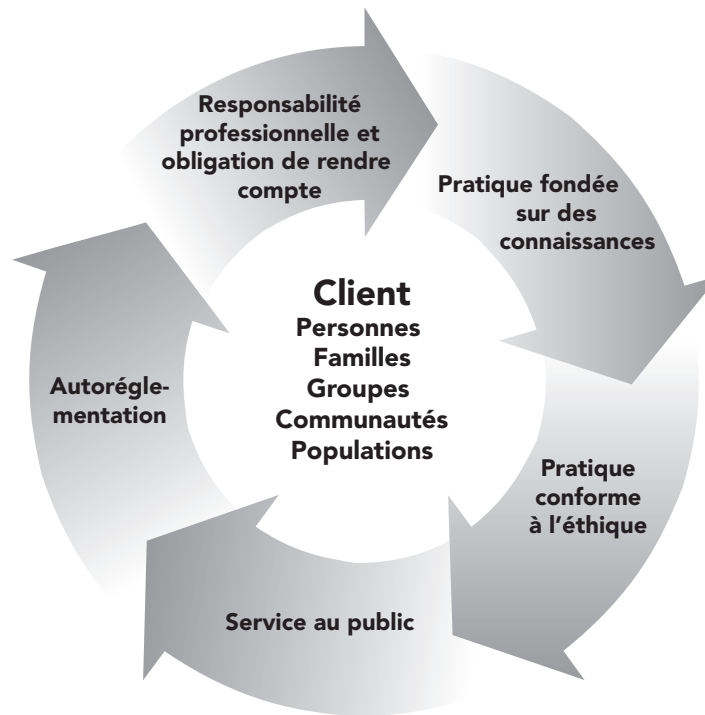 Responsabilité
professionnelle et
obligation de rendre
compte
Pratique fondée
sur des
connaissances
Client
Personnes
Familles
Groupes
Communautés
Populations
Autorégle-
mentation
Pratique
conforme
à l'éthique
Service au public